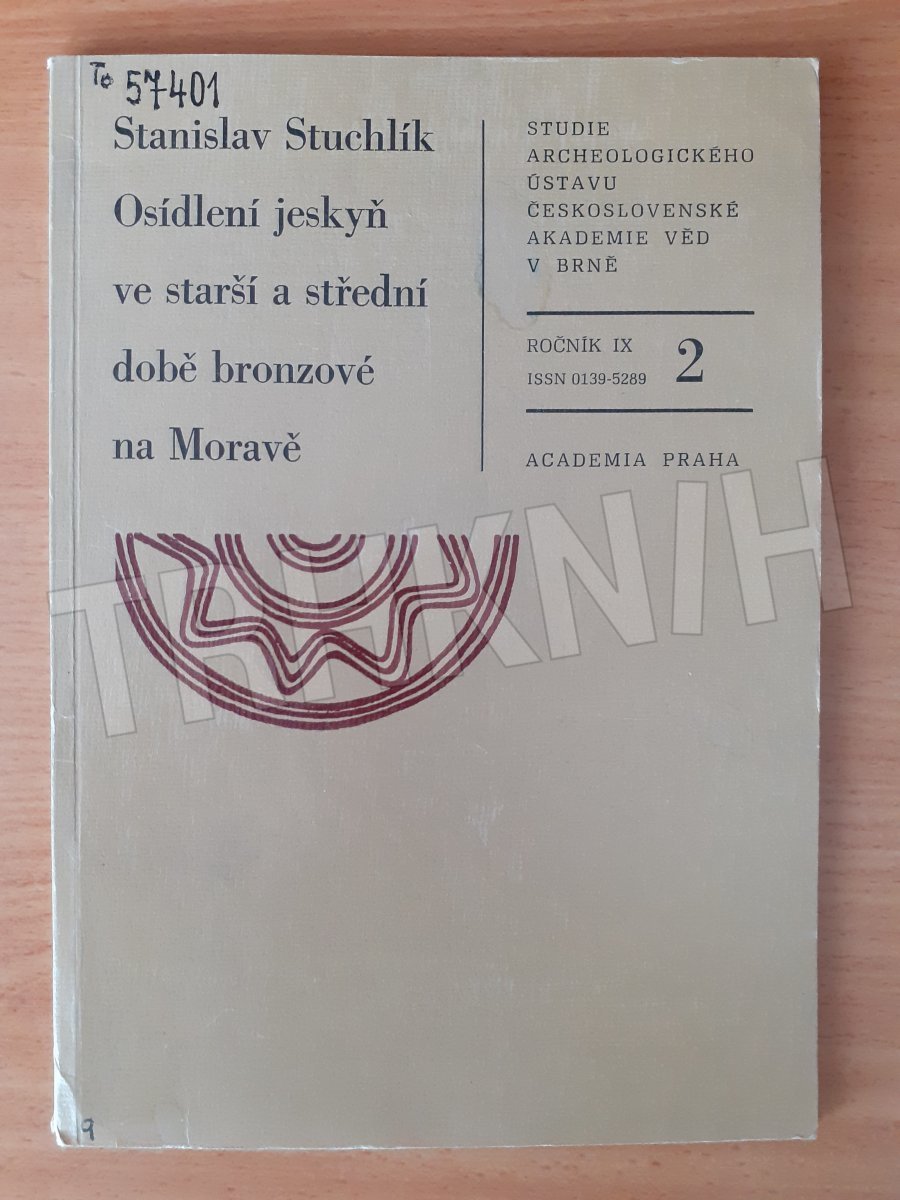 To 57401
Stanislav Stuchlík
Osídlení jeskyň
ve starší a střední
době bronzové
na Moravě
STUDIE
ARCHEOLOGICKÉHO
ÚSTAVU
ČESKOSLOVENSKÉ
AKADEMIE VĚD
V BRNĚ
ROČNÍK IX
ISSN 0139-5289
2
ACADEMIA PRAHA
TRHKNIH
9